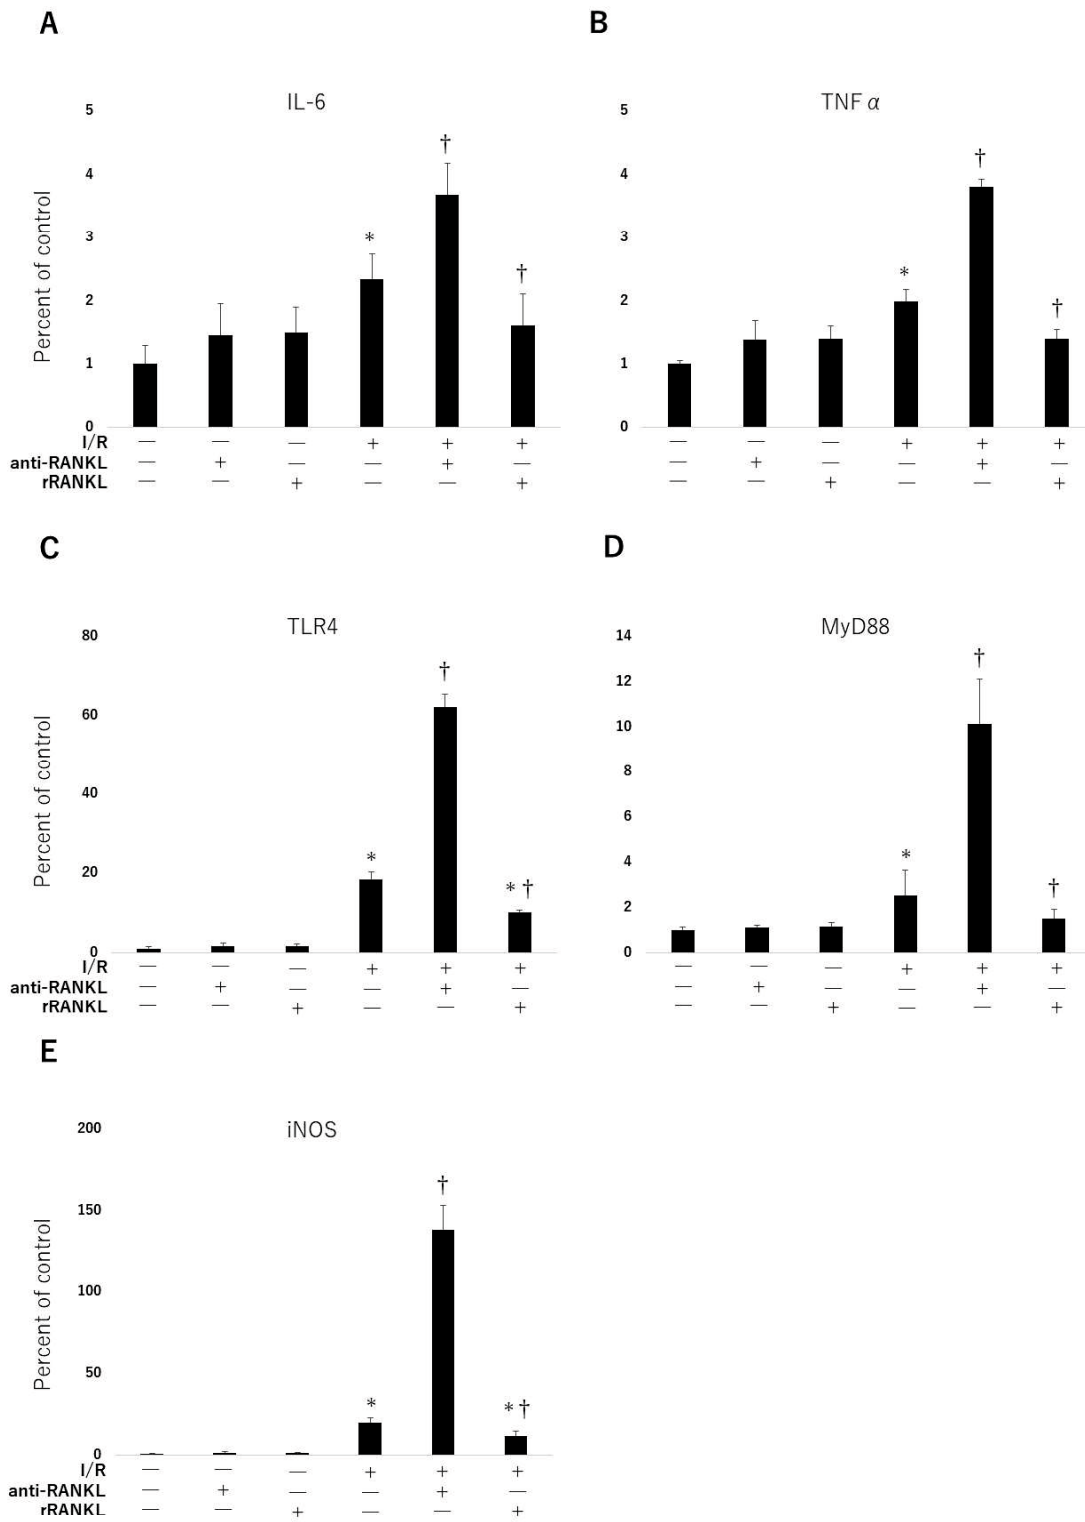 A
B
IL-6
TNF α
Percent of control
5
4
3
2
1
0
5
4
3
2
1
0
*
†
†
*
†
†
I/R — — — + + +
anti-RANKL — + — — + —
rRANKL — — + — — +
— — — + + +
— + — — + —
— — + — — +
C
D
TLR4
MyD88
Percent of control
80
60
40
20
0
14
12
10
8
6
4
2
0
*
†
* †
*
†
†
I/R — — — + + +
anti-RANKL — + — — + —
rRANKL — — + — — +
— — — + + +
— + — — + —
— — + — — +
E
iNOS
Percent of control
200
150
100
50
0
*
†
* †
I/R — — — + + +
anti-RANKL — + — — + —
rRANKL — — + — — +